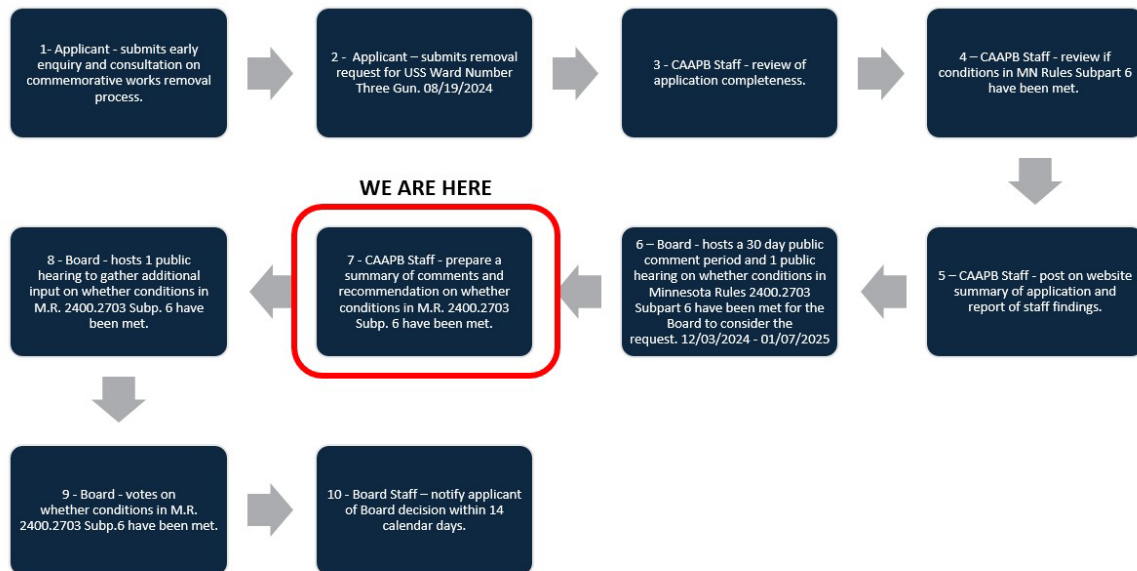 1- Applicant - submits early
enquiry and consultation on
commemorative works removal
process.
2 -  Applicant – submits removal
request for USS Ward Number
Three Gun. 08/19/2024
3 - CAAPB Staff - review of
application completeness.
4 – CAAPB Staff - review if
conditions in MN Rules Subpart 6
have been met.
5 – CAAPB Staff - post on website
summary of application and
report of staff findings.
6 – Board - hosts a 30 day public
comment period and 1 public
hearing on whether conditions in
Minnesota Rules 2400.2703
Subpart 6 have been met for the
Board to consider the
request. 12/03/2024 - 01/07/2025
WE ARE HERE
7 - CAAPB Staff - prepare a
summary of comments and
recommendation on whether
conditions in M.R. 2400.2703
Subp. 6 have been met.
8 - Board - hosts 1 public
hearing to gather additional
input on whether conditions in
M.R. 2400.2703 Subp. 6 have
been met.
9 - Board - votes on
whether conditions in M.R.
2400.2703 Subp.6 have been met.
10 - Board Staff – notify applicant
of Board decision within 14
calendar days.